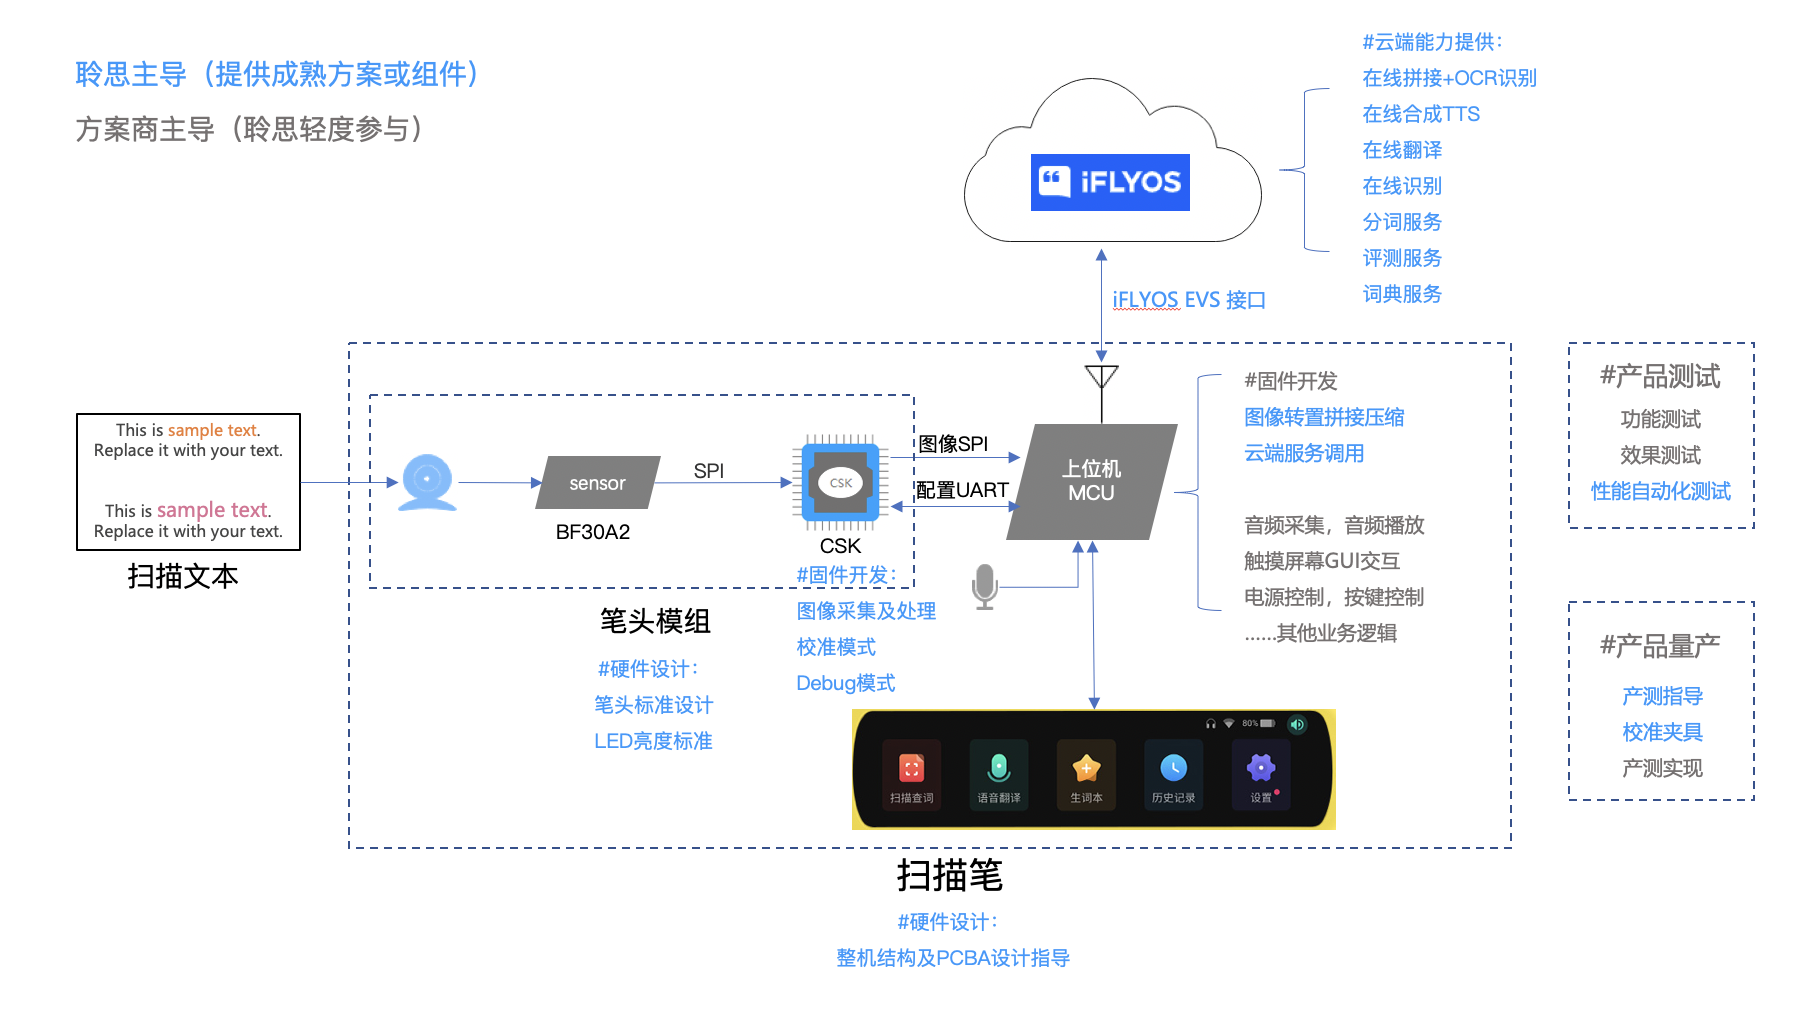 聆思主导（提供成熟方案或组件）
方案商主导（聆思轻度参与）
#云端能力提供：
在线拼接+OCR识别
在线合成TTS
在线翻译
在线识别
分词服务
评测服务
词典服务
iFLYOS
iFLYOS EVS 接口
This is sample text.
Replace it with your text.
This is sample text.
Replace it with your text.
扫描文本
sensor
BF30A2
SPI
CSK
CSK
图像SPI
配置UART
上位机
MCU
#固件开发
图像转置拼接压缩
云端服务调用
音频采集，音频播放
触摸屏幕GUI交互
电源控制，按键控制
......其他业务逻辑
#固件开发：
图像采集及处理
校准模式
Debug模式
笔头模组
#硬件设计：
笔头标准设计
LED亮度标准
80%
扫描查词
语音翻译
生词本
历史记录
设置
扫描笔
#硬件设计：
整机结构及PCBA设计指导
#产品测试
功能测试
效果测试
性能自动化测试
#产品量产
产测指导
校准夹具
产测实现